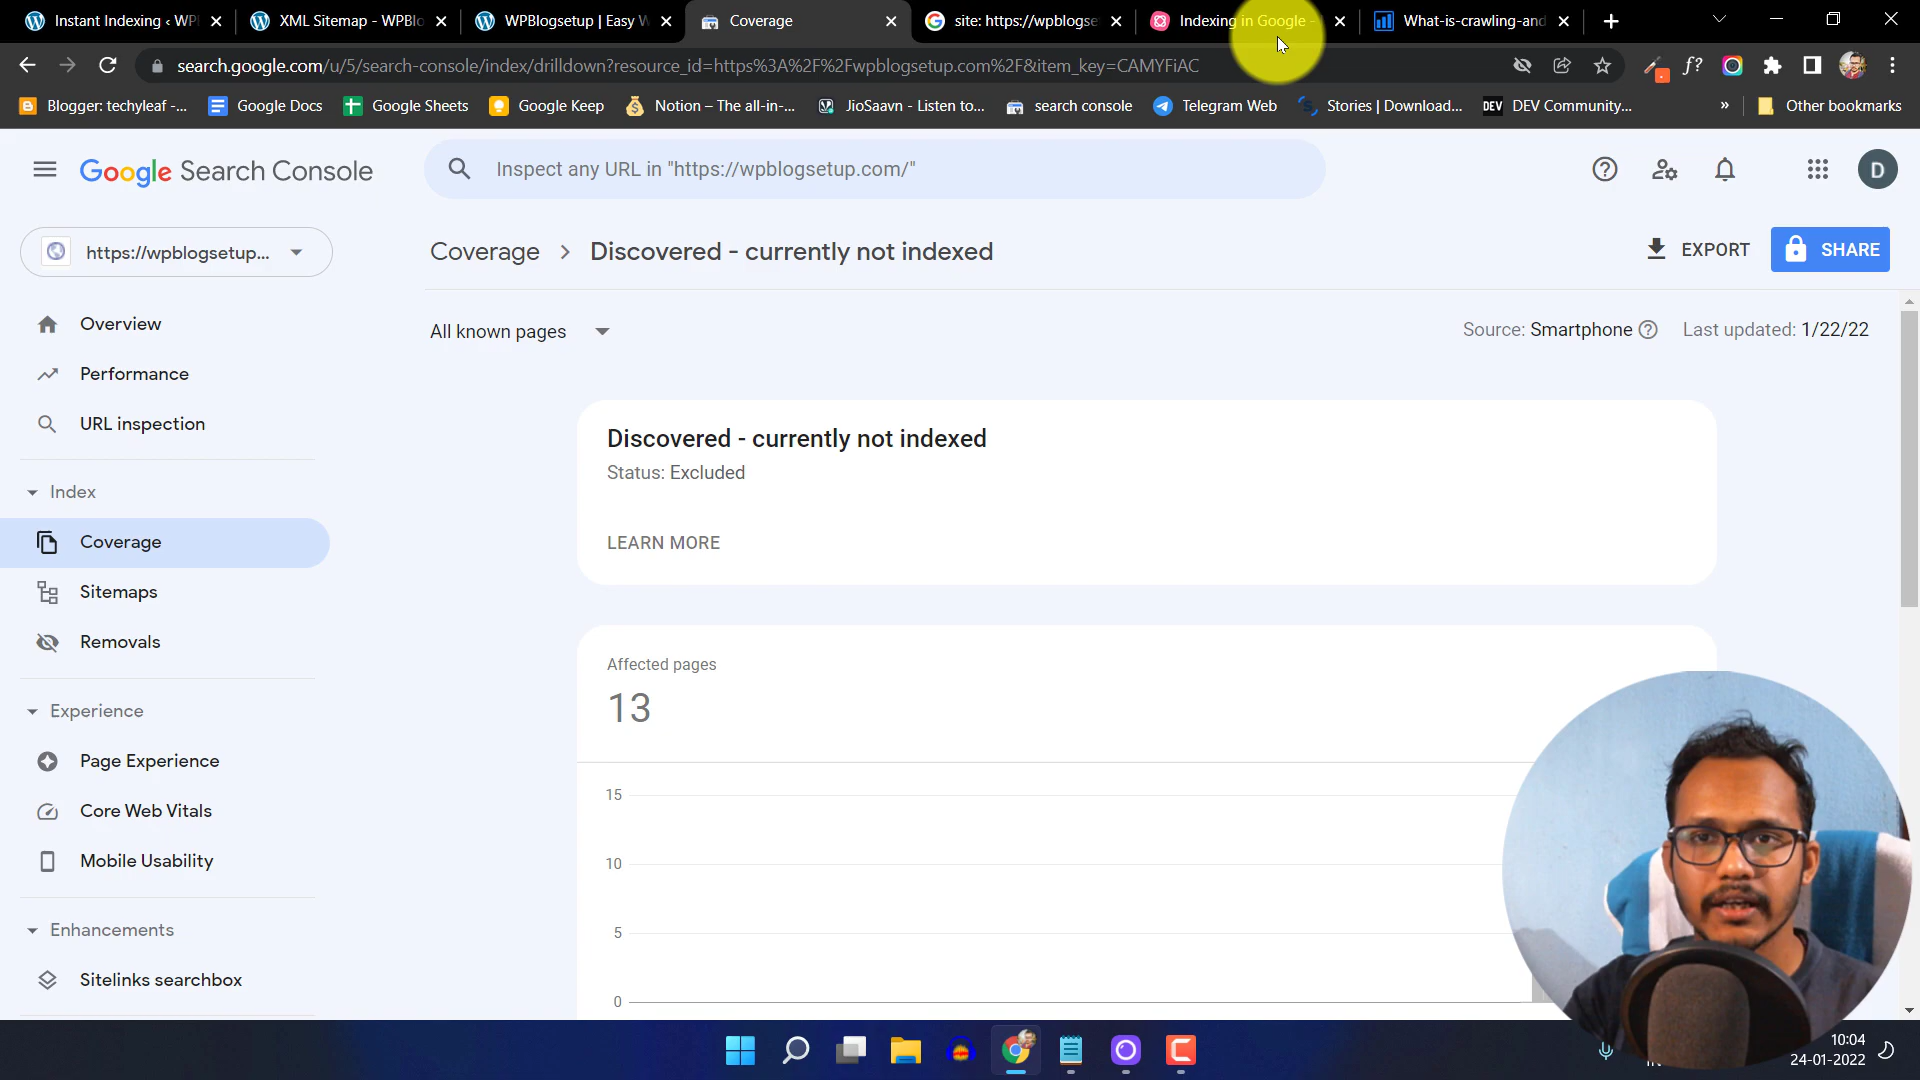 Instant Indexing ‹ WP
XML Sitemap - WPBlo
WPBlogsetup | Easy W
Coverage
site: https://wpblogse
Indexing in Google -
What-is-crawling-and
search.google.com/u/5/search-console/index/drilldown?resource_id=https%3A%2F%2Fwpblogsetup.com%2F&item_key=CAMYFiAC
f?
Blogger: techyleaf -...
Google Docs
Google Sheets
Google Keep
Notion – The all-in-...
JioSaavn - Listen to...
search console
Telegram Web
Stories | Download...
DEV
DEV Community...
»
Other bookmarks
Google Search Console
Inspect any URL in "https://wpblogsetup.com/"
D
https://wpblogsetup...
Coverage > Discovered - currently not indexed
EXPORT
SHARE
Overview
Performance
URL inspection
Index
Coverage
Sitemaps
Removals
Experience
Page Experience
Core Web Vitals
Mobile Usability
Enhancements
Sitelinks searchbox
All known pages
Source: Smartphone
Last updated: 1/22/22
Discovered - currently not indexed
Status: Excluded
LEARN MORE
Affected pages
13
15
10
5
0
10:04
24-01-2022